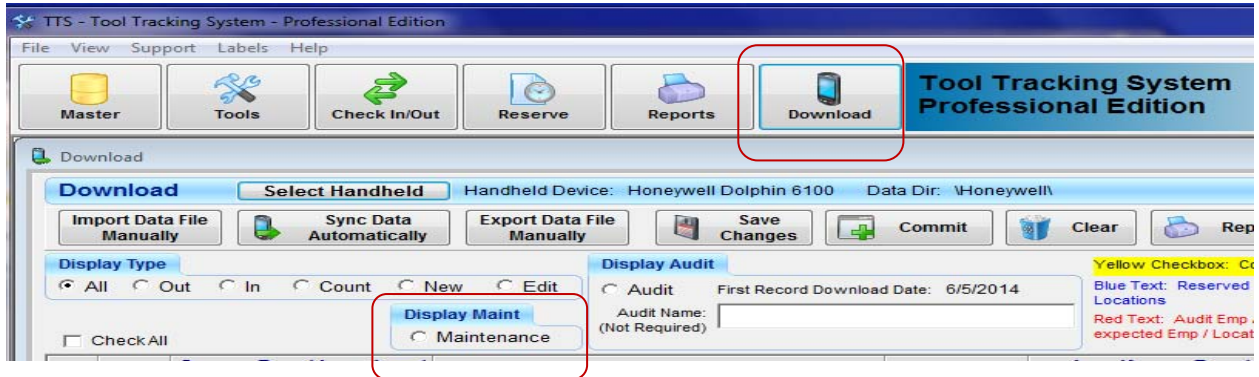 TTS - Tool Tracking System - Professional Edition
File View Support Labels Help
Master Tools Check In/Out Reserve Reports Download
Tool Tracking System
Professional Edition
Download
Download Select Handheld Handheld Device: Honeywell Dolphin 6100 Data Dir: \Honeywell\
Import Data File
Manually
Sync Data
Automatically
Export Data File
Manually
Save
Changes
Commit
Clear
Display Type
All Out In Count New Edit
Check All
Display Maint
Maintenance
Display Audit
Audit First Record Download Date: 6/5/2014
Audit Name:
(Not Required)
Yellow Checkbox:
Blue Text: Reserved
Locations
Red Text: Audit Emp
expected Emp /